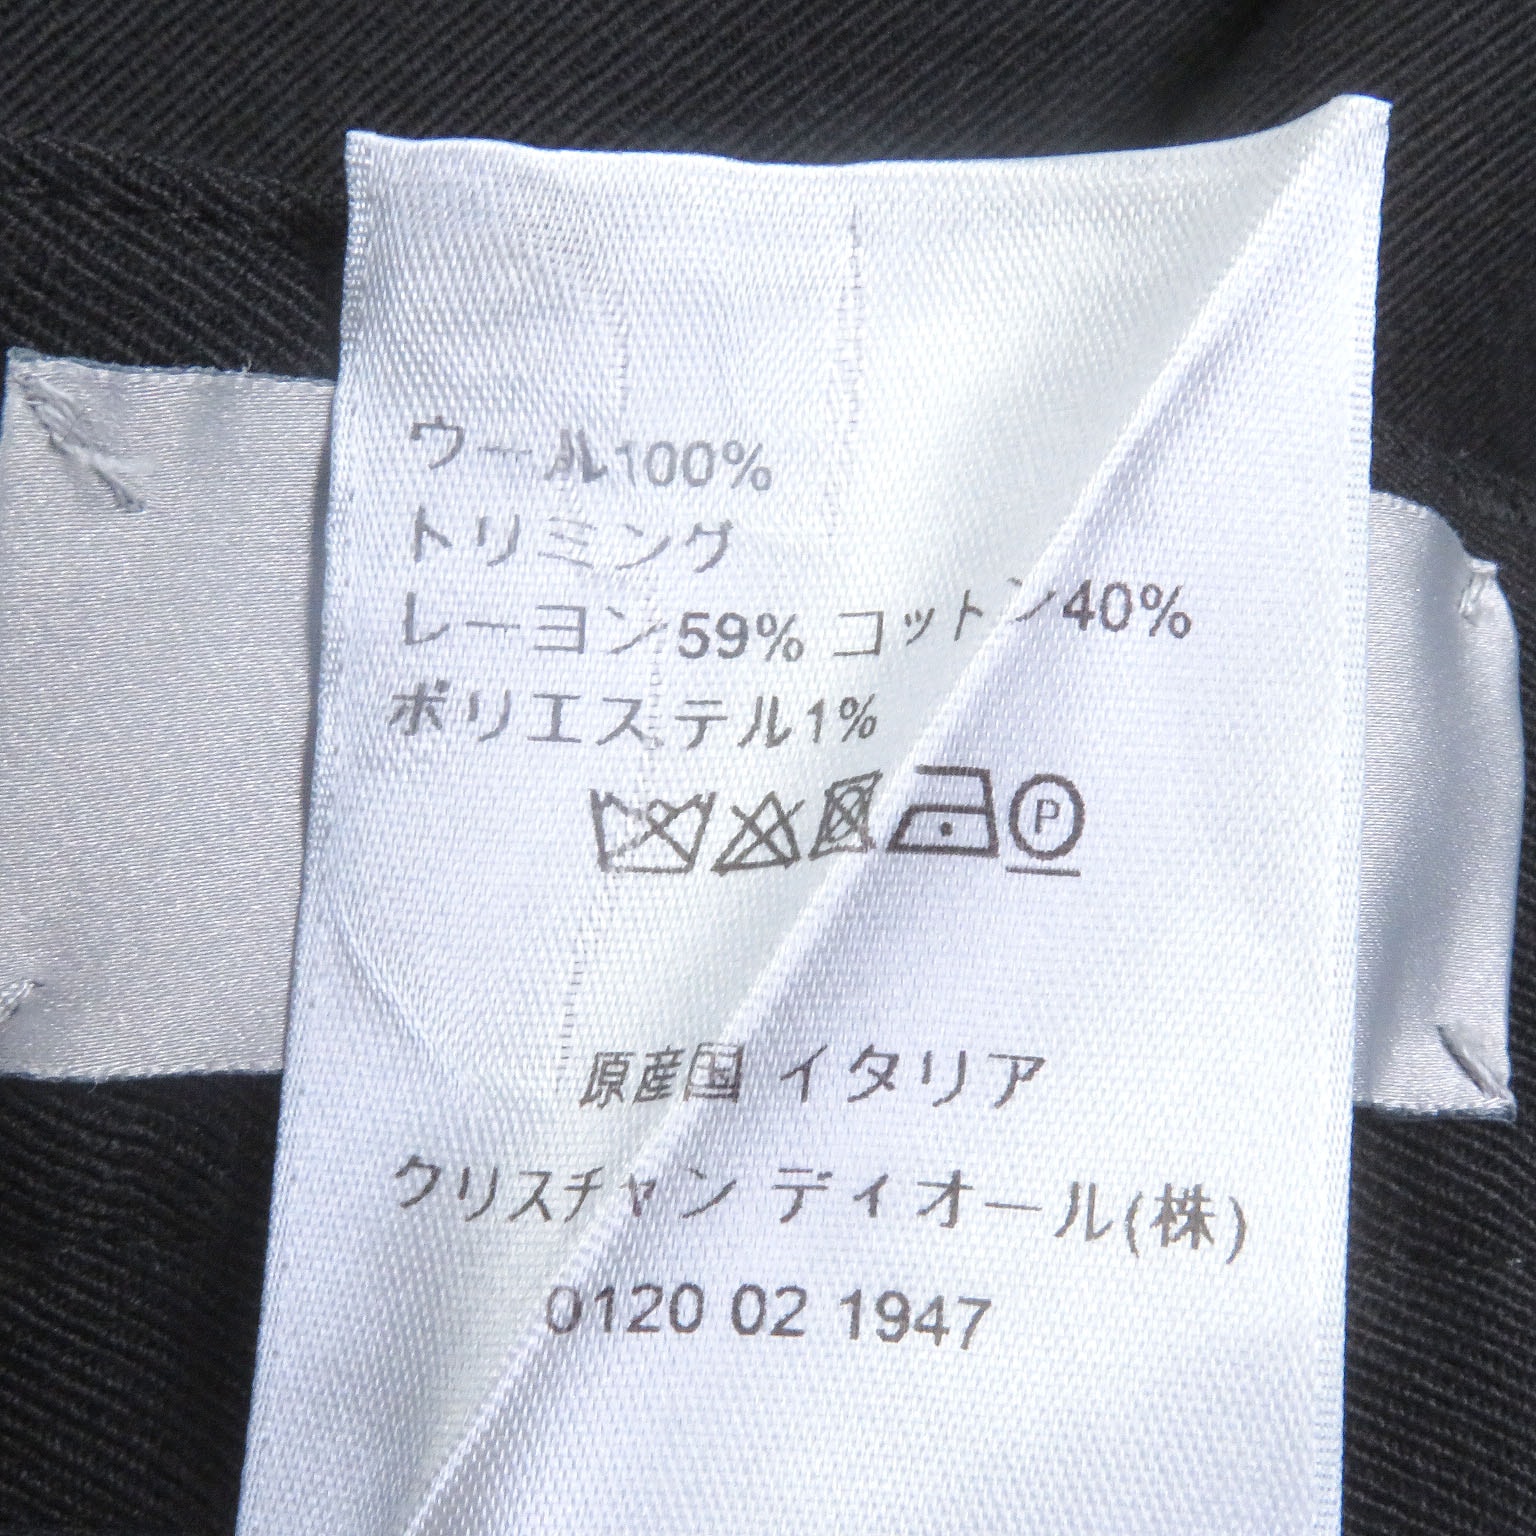 ウール100%
トリミング
レーヨン59% コットン40%
ポリエステル1%
P
原産国 イタリア
クリスチャン ディオール(株)
0120 02 1947